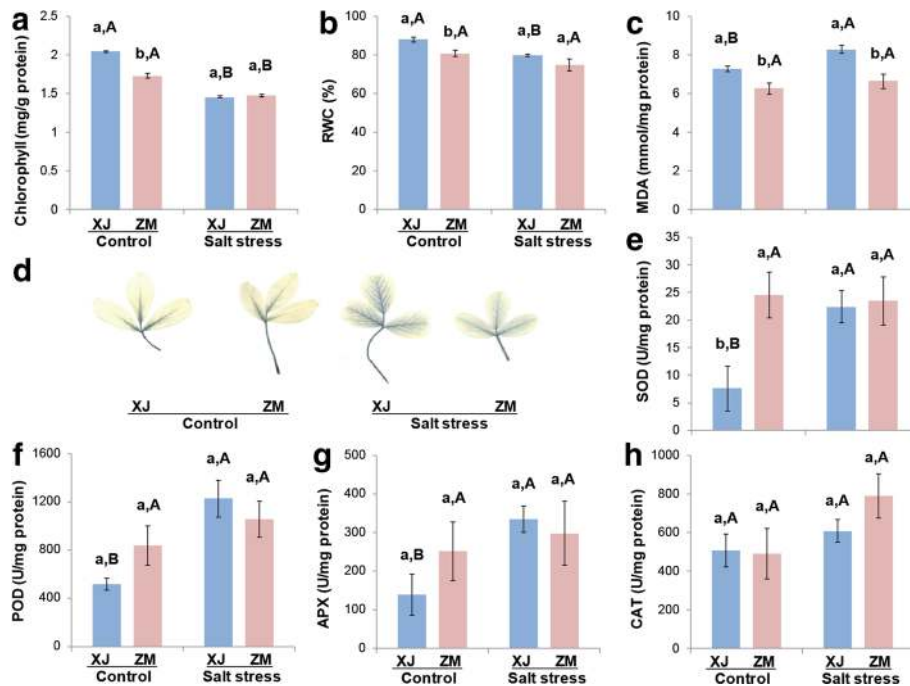 a
Chlorophyll (mg/g protein)
2.5
2
1.5
1
0.5
0
a,A
b,A
a,B
a,B
XJ ZM XJ ZM
Control Salt stress
b
RWC (%)
100
80
60
40
20
0
a,A
b,A
a,B
a,A
XJ ZM XJ ZM
Control Salt stress
c
MDA (mmol/mg protein)
10
8
6
4
2
0
a,B
b,A
a,A
b,A
d
XJ ZM XJ ZM
Control Salt stress
e
SOD (U/mg protein)
35
30
25
20
15
10
5
0
b,B
a,A
a,A
a,A
f
POD (U/mg protein)
1600
1200
800
400
0
a,B
a,A
a,A
a,A
XJ ZM XJ ZM
Control Salt stress
g
APX (U/mg protein)
500
400
300
200
100
0
a,B
a,A
a,A
a,A
XJ ZM XJ ZM
Control Salt stress
h
CAT (U/mg protein)
1000
800
600
400
200
0
a,A
a,A
a,A
a,A
XJ ZM XJ ZM
Control Salt stress